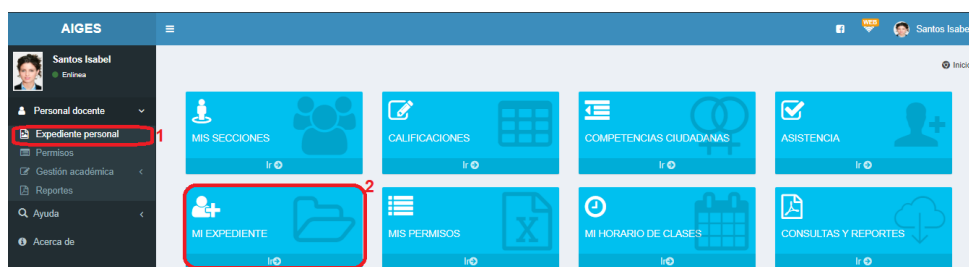 AIGES
WEB
Santos Isabe
Santos Isabel
Enlinea
Inicio
Personal docente
Expediente personal
1
Permisos
Gestión académica
Reportes
Ayuda
Acerca de
MIS SECCIONES
Ir
CALIFICACIONES
Ir
COMPETENCIAS CIUDADANAS
Ir
ASISTENCIA
Ir
2
MI EXPEDIENTE
Ir
MIS PERMISOS
Ir
MI HORARIO DE CLASES
Ir
CONSULTAS Y REPORTES
Ir